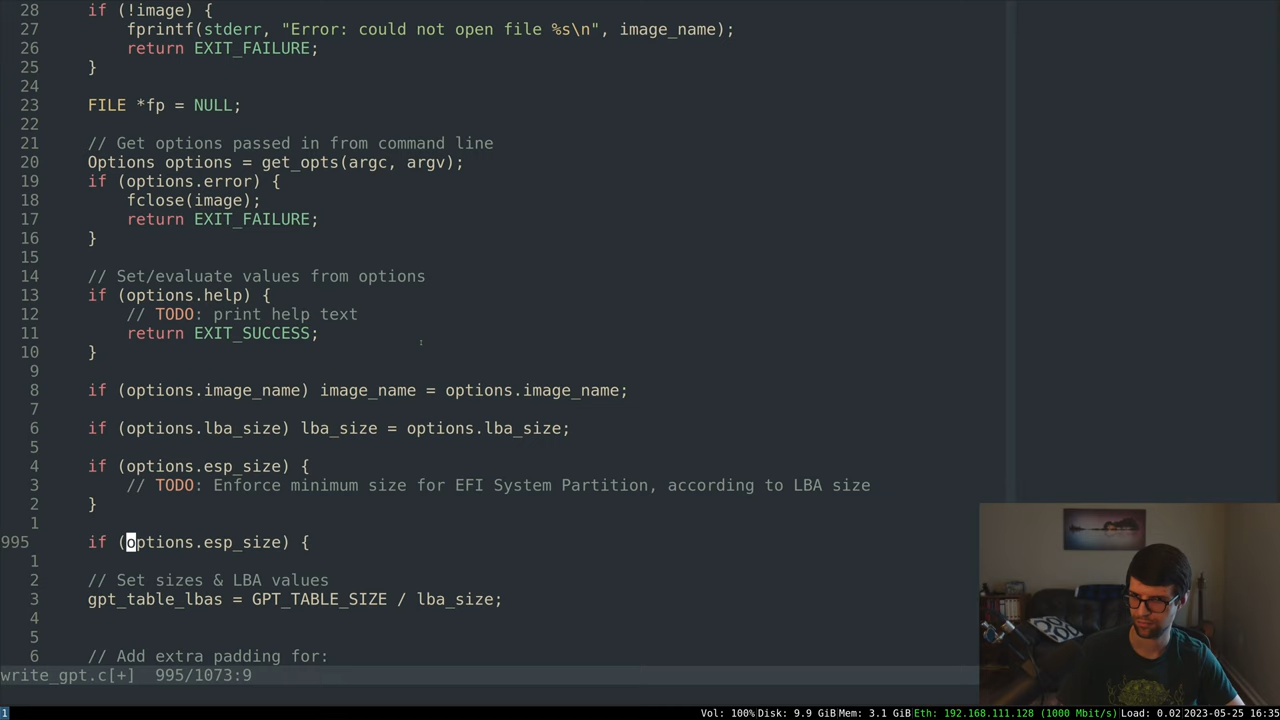 28 if (!image) {
27 fprintf(stderr, "Error: could not open file %s\n", image_name);
26 return EXIT_FAILURE;
25 }
24
23 FILE *fp = NULL;
22
21 // Get options passed in from command line
20 Options options = get_opts(argc, argv);
19 if (options.error) {
18 fclose(image);
17 return EXIT_FAILURE;
16 }
15
14 // Set/evaluate values from options
13 if (options.help) {
12 // TODO: print help text
11 return EXIT_SUCCESS;
10 }
9
8 if (options.image_name) image_name = options.image_name;
7
6 if (options.lba_size) lba_size = options.lba_size;
5
4 if (options.esp_size) {
3 // TODO: Enforce minimum size for EFI System Partition, according to LBA size
2 }
1
995 if (options.esp_size) {
1
2 // Set sizes & LBA values
3 gpt_table_lbas = GPT_TABLE_SIZE / lba_size;
4
5
6 // Add extra padding for:
write_gpt.c[+] 995/1073:9
1 Vol: 100% Disk: 9.9 GiB Mem: 3.1 GiB Eth: 192.168.111.128 (1000 Mbit/s) Load: 0.02 2023-05-25 16:35